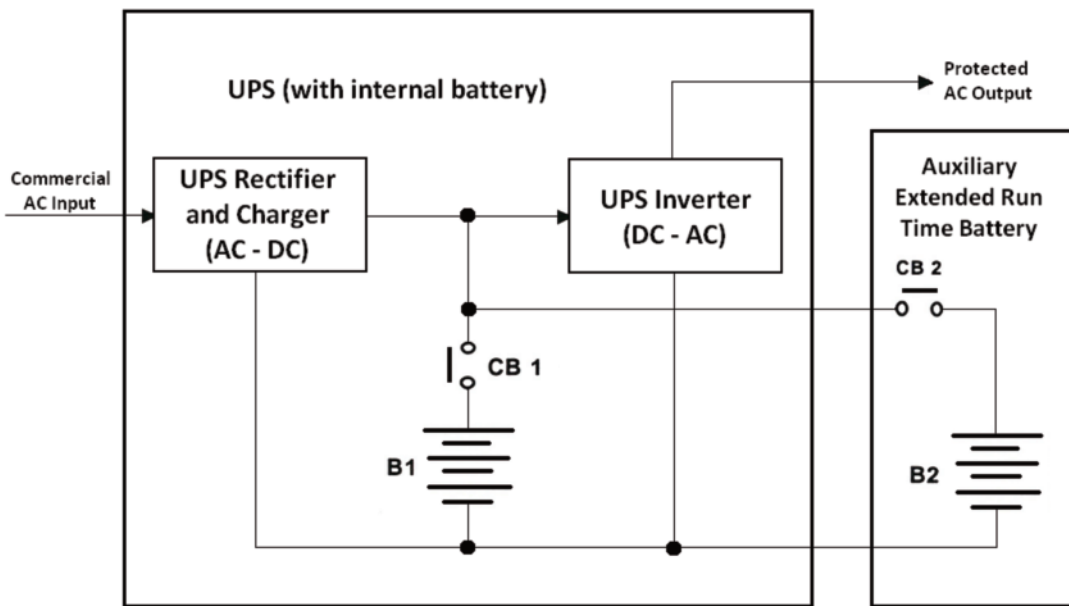 UPS (with internal battery)
Protected
AC Output
Commercial
AC Input
UPS Rectifier
and Charger
(AC - DC)
UPS Inverter
(DC - AC)
Auxiliary
Extended Run
Time Battery
CB 2
CB 1
B1
B2